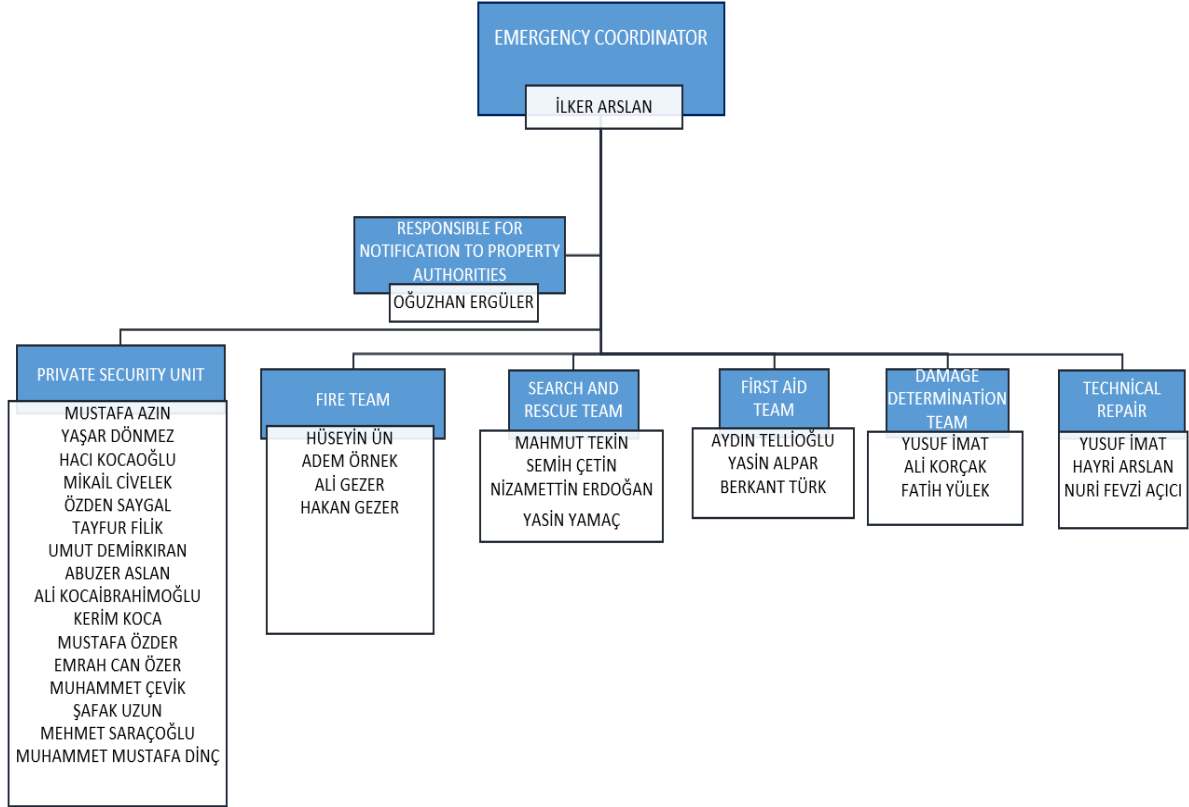 EMERGENCY COORDINATOR
İLKER ARSLAN
RESPONSIBLE FOR
NOTIFICATION TO PROPERTY
AUTHORITIES
OĞUZHAN ERGÜLER
PRIVATE SECURITY UNIT
MUSTAFA AZIN
YAŞAR DÖNMEZ
HACI KOCAOĞLU
MİKAİL CİVELEK
ÖZDEN SAYGAL
TAYFUR FİLİK
UMUT DEMİRKIRAN
ABUZER ASLAN
ALİ KOCAİBRAHİMOĞLU
KERİM KOCA
MUSTAFA ÖZDER
EMRAH CAN ÖZER
MUHAMMET ÇEVİK
ŞAFAK UZUN
MEHMET SARAÇOĞLU
MUHAMMET MUSTAFA DİNÇ
FIRE TEAM
HÜSEYİN ÜN
ADEM ÖRNEK
ALİ GEZER
HAKAN GEZER
SEARCH AND
RESCUE TEAM
MAHMUT TEKİN
SEMİH ÇETİN
NİZAMETTİN ERDOĞAN
YASİN YAMAÇ
FİRST AID
TEAM
AYDIN TELLİOĞLU
YASİN ALPAR
BERKANT TÜRK
DAMAGE
DETERMINATION
TEAM
YUSUF İMAT
ALİ KORÇAK
FATİH YÜLEK
TECHNİCAL
REPAIR
YUSUF İMAT
HAYRİ ARSLAN
NURİ FEVZİ AÇICI